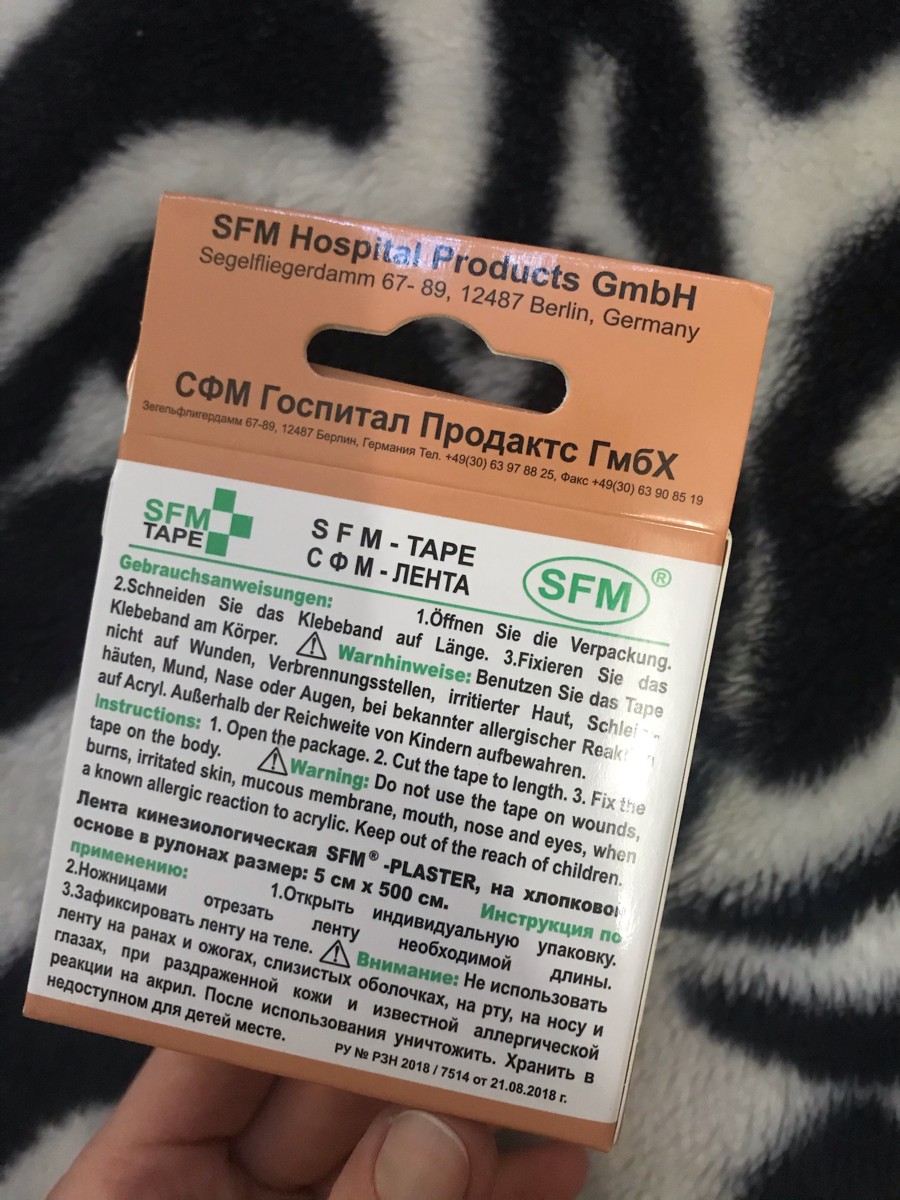 SFM Hospital Products GmbH
Segelfliegerdamm 67- 89, 12487 Berlin, Germany
СФМ Госпитал Продактс ГмбХ
Зегельфлигердамм 67-89, 12487 Берлин, Германия Тел. +49(30) 63 97 88 25, Факс +49(30) 63 90 85 19
SFM
TAPE
SFM - TAPE
СФМ - ЛЕНТА
SFM ®
Gebrauchsanweisungen: 1.Öffnen Sie die Verpackung.
2.Schneiden Sie das Klebeband auf Länge. 3.Fixieren Sie das
Klebeband am Körper. ⚠ Warnhinweise: Benutzen Sie das Tape
nicht auf Wunden, Verbrennungsstellen, irritierter Haut,
häuten, Mund, Nase oder Augen, bei bekannter allergischer
auf Acryl. Außerhalb der Reichweite von Kindern aufbewahren.
Instructions: 1. Open the package. 2. Cut the tape to length. 3. Fix the
tape on the body. ⚠ Warning: Do not use the tape on wounds,
burns, irritated skin, mucous membrane, mouth, nose and eyes, when
a known allergic reaction to acrylic. Keep out of the reach of children.
Лента кинезиологическая SFM® -PLASTER, на хлопковой
основе в рулонах размер: 5 см х 500 см. Инструкция по
применению: 1.Открыть индивидуальную упаковку.
2.Ножницами отрезать ленту необходимой длины.
3.Зафиксировать ленту на теле. ⚠ Внимание: Не использовать
ленту на ранах и ожогах, слизистых оболочках, на рту, на носу и
глазах, при раздраженной кожи и известной аллергической
реакции на акрил. После использования уничтожить. Хранить в
недоступном для детей месте.
РУ № РЗН 2018 / 7514 от 21.08.2018 г.